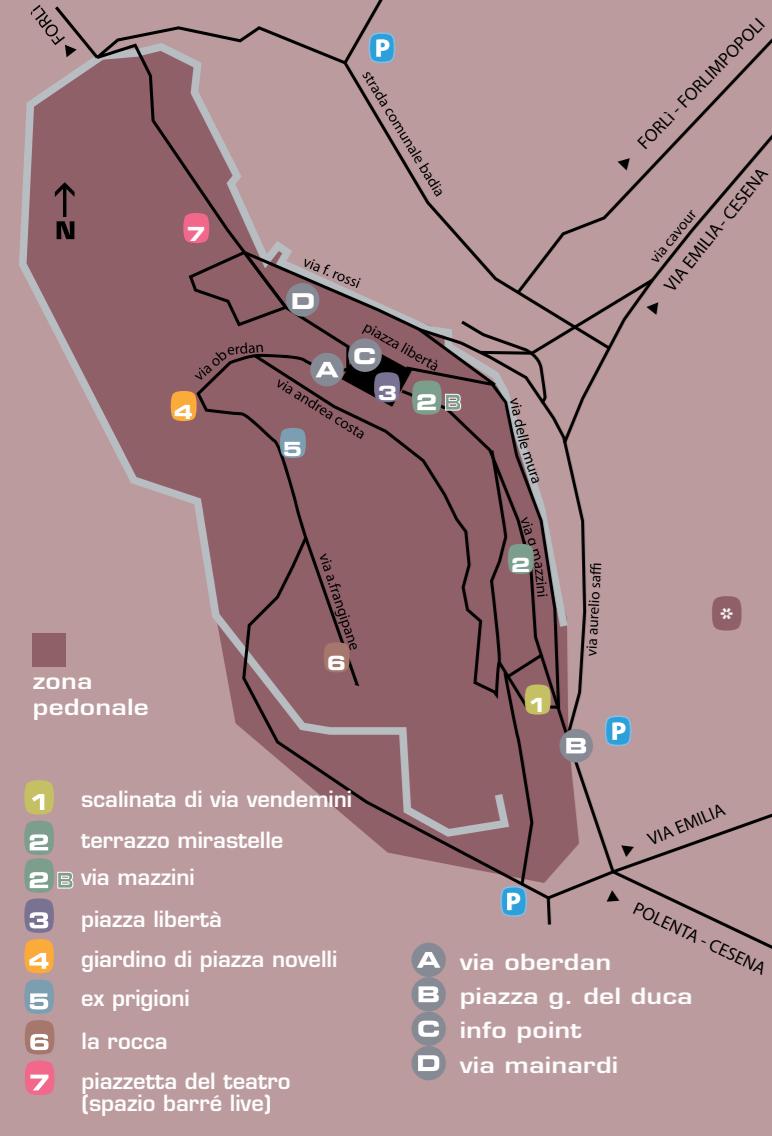 FORLÌ
P
strada comunale badia
FORLÌ - FORLIMPOPOLI
via cavour
VIA EMILIA- CESENA
N
7
via f. rossi
D
piazza libertà
C
A
3
2 B
via oberdan
4
via andrea costa
5
via delle mura
via g. mazzini
2
via a.frangipane
6
via aurelio saffi
1
B
P
VIA EMILIA
POLENTA - CESENA
P
zona
pedonale
1 scalinata di via vendemini
2 terrazzo mirastelle
2 B via mazzini
3 piazza libertà
4 giardino di piazza novelli
5 ex prigioni
6 la rocca
7 piazzetta del teatro
(spazio barré live)
A via oberdan
B piazza g. del duca
C info point
D via mainardi